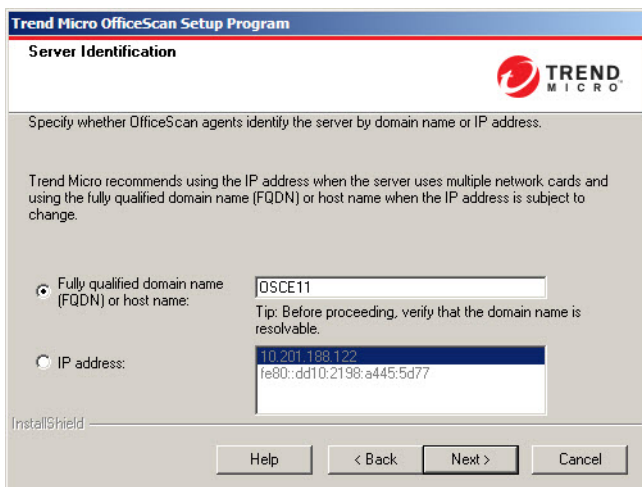 Trend Micro OfficeScan Setup Program
Server Identification
TREND
MICRO
Specify whether OfficeScan agents identify the server by domain name or IP address.
Trend Micro recommends using the IP address when the server uses multiple network cards and
using the fully qualified domain name (FQDN) or host name when the IP address is subject to
change.
Fully qualified domain name
(FQDN) or host name:
OSCE11
Tip: Before proceeding, verify that the domain name is
resolvable.
IP address:
10.201.188.122
fe80::dd10:2198:a445:5d77
InstallShield
Help
< Back
Next >
Cancel